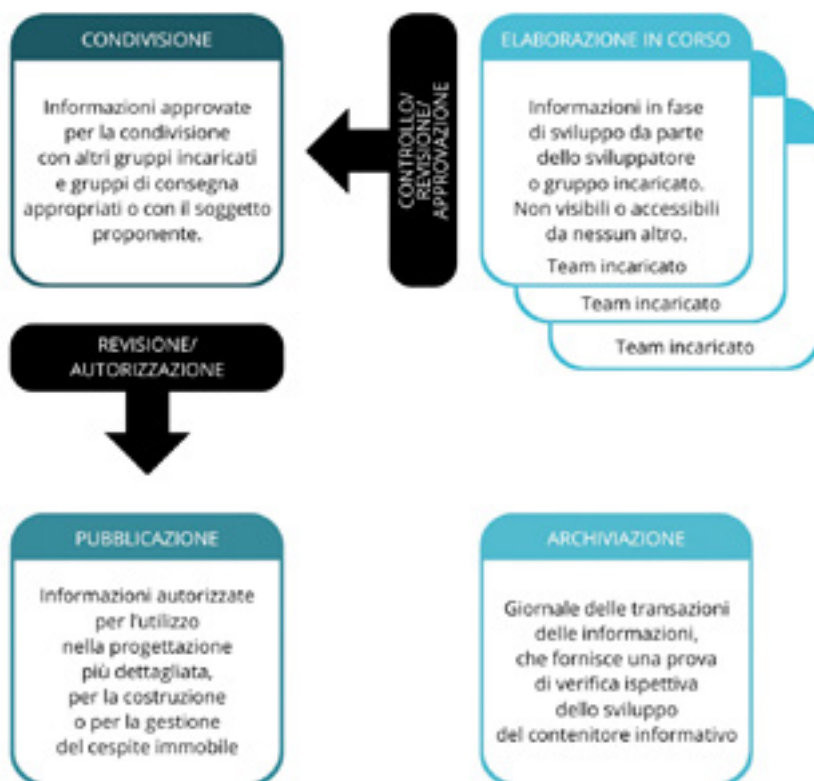 CONDIVISIONE
Informazioni approvate
per la condivisione
con altri gruppi incaricati
e gruppi di consegna
appropriati o con il soggetto
proponente.
CONTROLLO/
REVISIONE/
APPROVAZIONE
ELABORAZIONE IN CORSO
Informazioni in fase
di sviluppo da parte
dello sviluppatore
o gruppo incaricato.
Non visibili o accessibili
da nessun altro.
Team incaricato
Team incaricato
Team incaricato
REVISIONE/
AUTORIZZAZIONE
PUBBLICAZIONE
Informazioni autorizzate
per l'utilizzo
nella progettazione
più dettagliata,
per la costruzione
o per la gestione
del cespite immobile
ARCHIVIAZIONE
Giornale delle transazioni
delle informazioni,
che fornisce una prova
di verifica ispettiva
dello sviluppo
del contenitore informativo